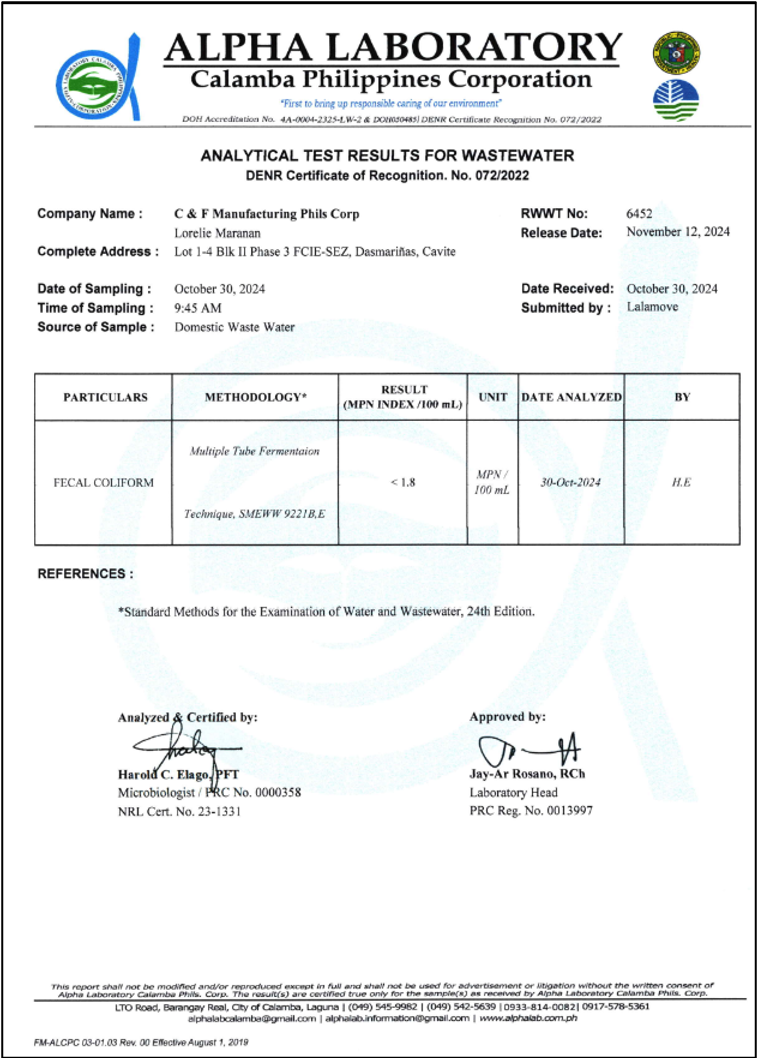 ALPHA LABORATORY
Calamba Philippines Corporation
"First to bring up responsible caring of our environment"
DOH Accreditation No. 4A-0004-2325-LW-2 & DOH050485| DENR Certificate Recognition No. 072/2022
ANALYTICAL TEST RESULTS FOR WASTEWATER
DENR Certificate of Recognition. No. 072/2022
Company Name : C & F Manufacturing Phils Corp RWWT No: 6452
Lorelie Maranan Release Date: November 12, 2024
Complete Address : Lot 1-4 Blk II Phase 3 FCIE-SEZ, Dasmariñas, Cavite
Date of Sampling : October 30, 2024 Date Received: October 30, 2024
Time of Sampling : 9:45 AM Submitted by : Lalamove
Source of Sample : Domestic Waste Water
PARTICULARS METHODOLOGY* RESULT (MPN INDEX /100 mL) UNIT DATE ANALYZED BY
FECAL COLIFORM Multiple Tube Fermentaion Technique, SMEWW 9221B,E < 1.8 MPN / 100 mL 30-Oct-2024 H.E
REFERENCES :
*Standard Methods for the Examination of Water and Wastewater, 24th Edition.
Analyzed & Certified by: Approved by:
Harold C. Elago, PFT Jay-Ar Rosano, RCh
Microbiologist / PRC No. 0000358 Laboratory Head
NRL Cert. No. 23-1331 PRC Reg. No. 0013997
This report shall not be modified and/or reproduced except in full and shall not be used for advertisement or litigation without the written consent of
Alpha Laboratory Calamba Phils. Corp. The result(s) are certified true only for the sample(s) as received by Alpha Laboratory Calamba Phils. Corp.
LTO Road, Barangay Real, City of Calamba, Laguna | (049) 545-9982 | (049) 542-5639 |0933-814-0082| 0917-578-5361
alphalabcalamba@gmail.com | alphalab.information@gmail.com | www.alphalab.com.ph
FM-ALCPC 03-01.03 Rev. 00 Effective August 1, 2019